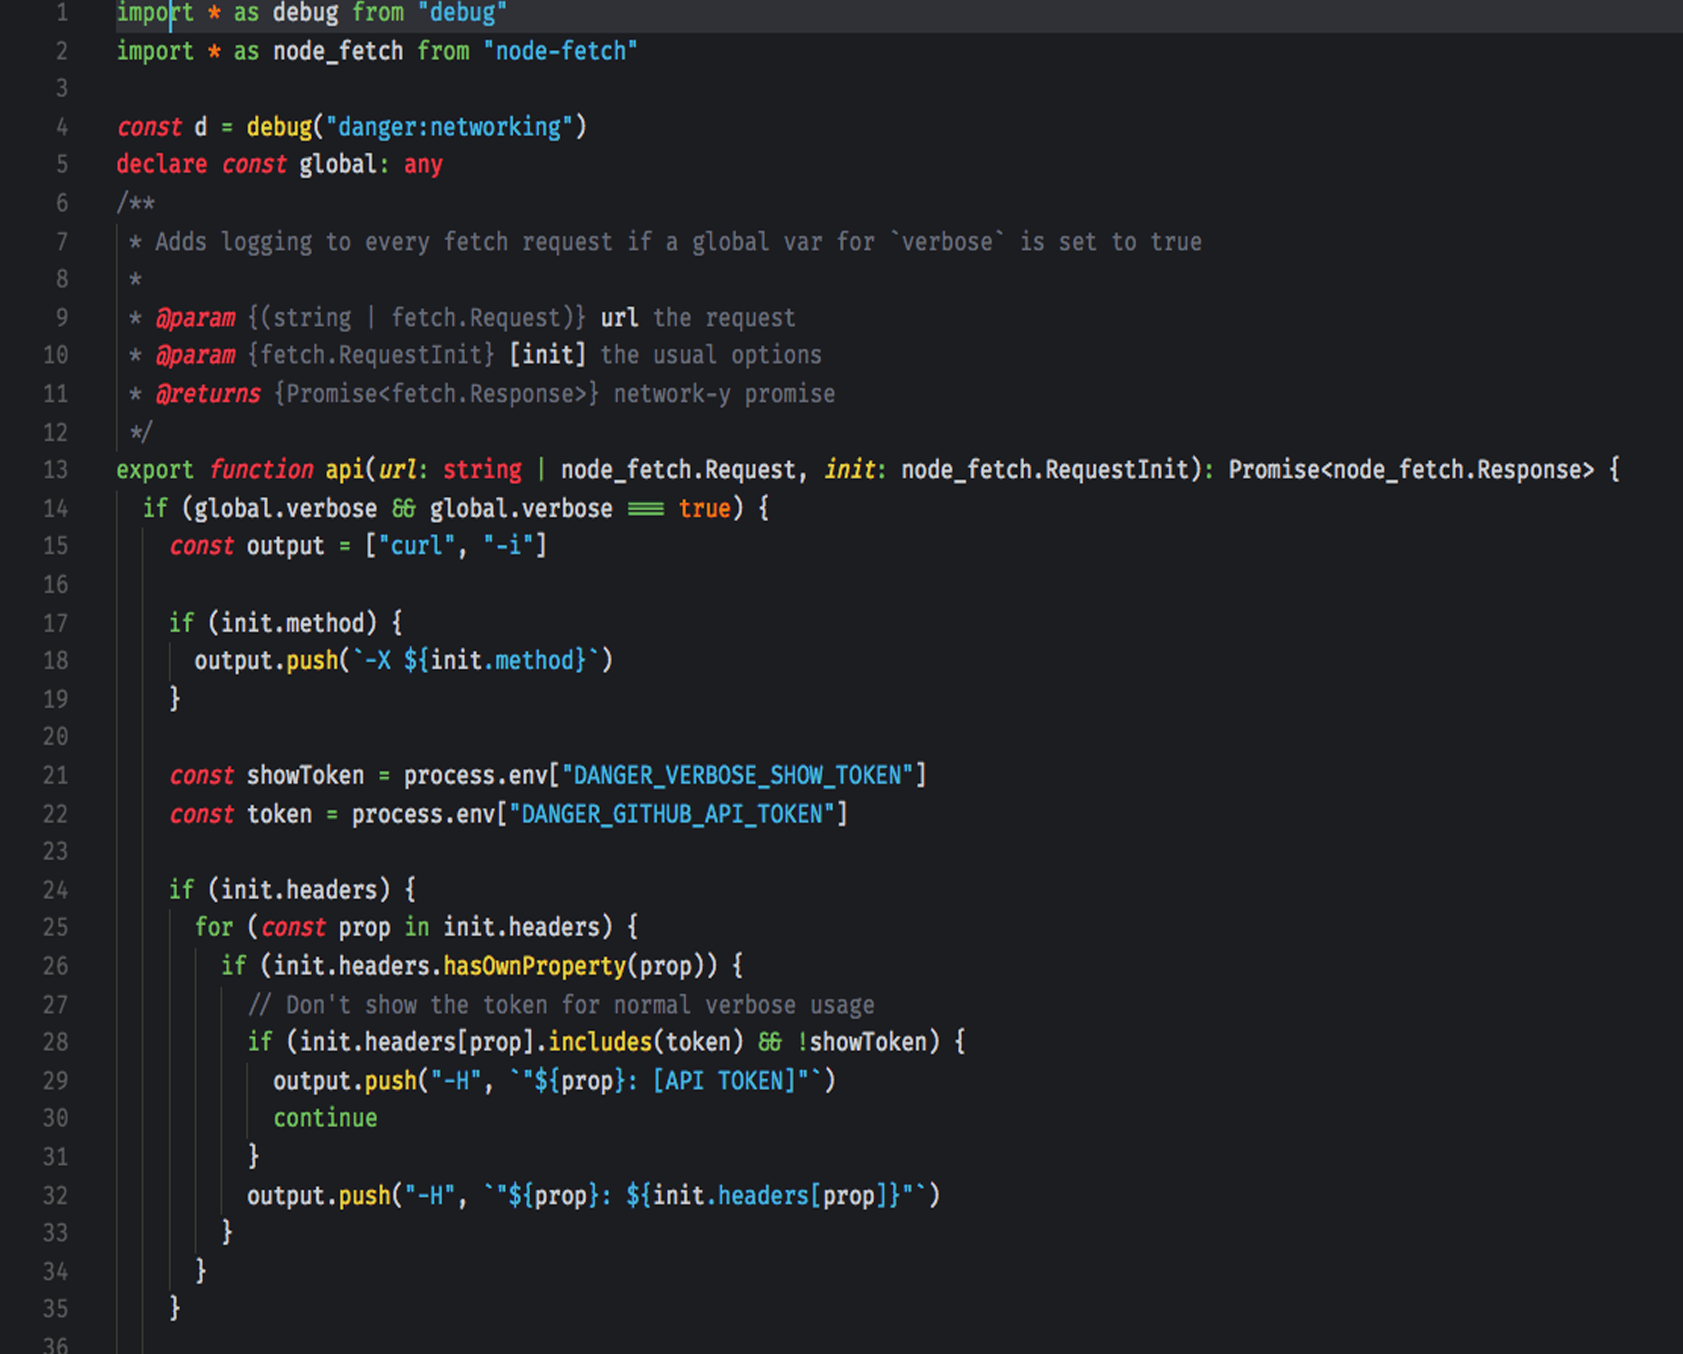 1 import * as debug from "debug"
2 import * as node_fetch from "node-fetch"
3
4 const d = debug("danger:networking")
5 declare const global: any
6 /**
7  * Adds logging to every fetch request if a global var for `verbose` is set to true
8  *
9  * @param {(string | fetch.Request)} url the request
10  * @param {fetch.RequestInit} [init] the usual options
11  * @returns {Promise<fetch.Response>} network-y promise
12  */
13 export function api(url: string | node_fetch.Request, init: node_fetch.RequestInit): Promise<node_fetch.Response> {
14   if (global.verbose && global.verbose === true) {
15     const output = ["curl", "-i"]
16
17     if (init.method) {
18       output.push(`-X ${init.method}`)
19     }
20
21     const showToken = process.env["DANGER_VERBOSE_SHOW_TOKEN"]
22     const token = process.env["DANGER_GITHUB_API_TOKEN"]
23
24     if (init.headers) {
25       for (const prop in init.headers) {
26         if (init.headers.hasOwnProperty(prop)) {
27           // Don't show the token for normal verbose usage
28           if (init.headers[prop].includes(token) && !showToken) {
29             output.push("-H", `"${prop}: [API TOKEN]"`)
30             continue
31           }
32           output.push("-H", `"${prop}: ${init.headers[prop]}"`)
33         }
34       }
35     }
36